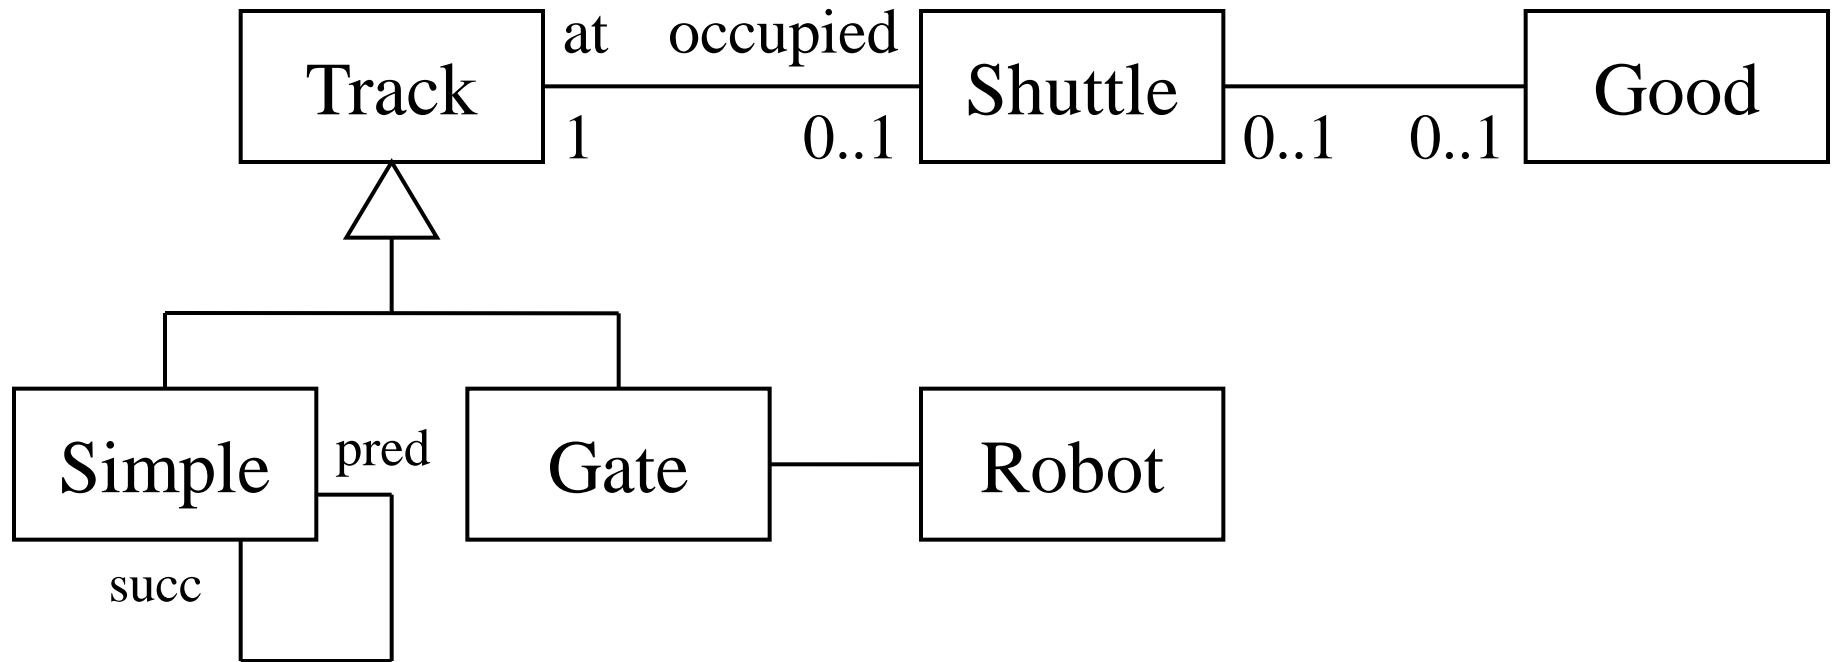 at occupied
Track Shuttle Good
1 0..1 0..1 0..1
pred
Simple Gate Robot
succ